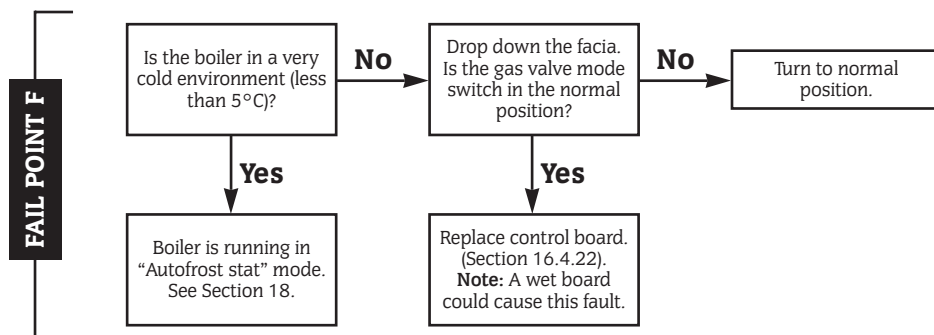 FAIL POINT F
Is the boiler in a very
cold environment (less
than 5°C)?
No
Drop down the facia.
Is the gas valve mode
switch in the normal
position?
No
Turn to normal
position.
Yes
Yes
Boiler is running in
“Autofrost stat” mode.
See Section 18.
Replace control board.
(Section 16.4.22).
Note: A wet board
could cause this fault.